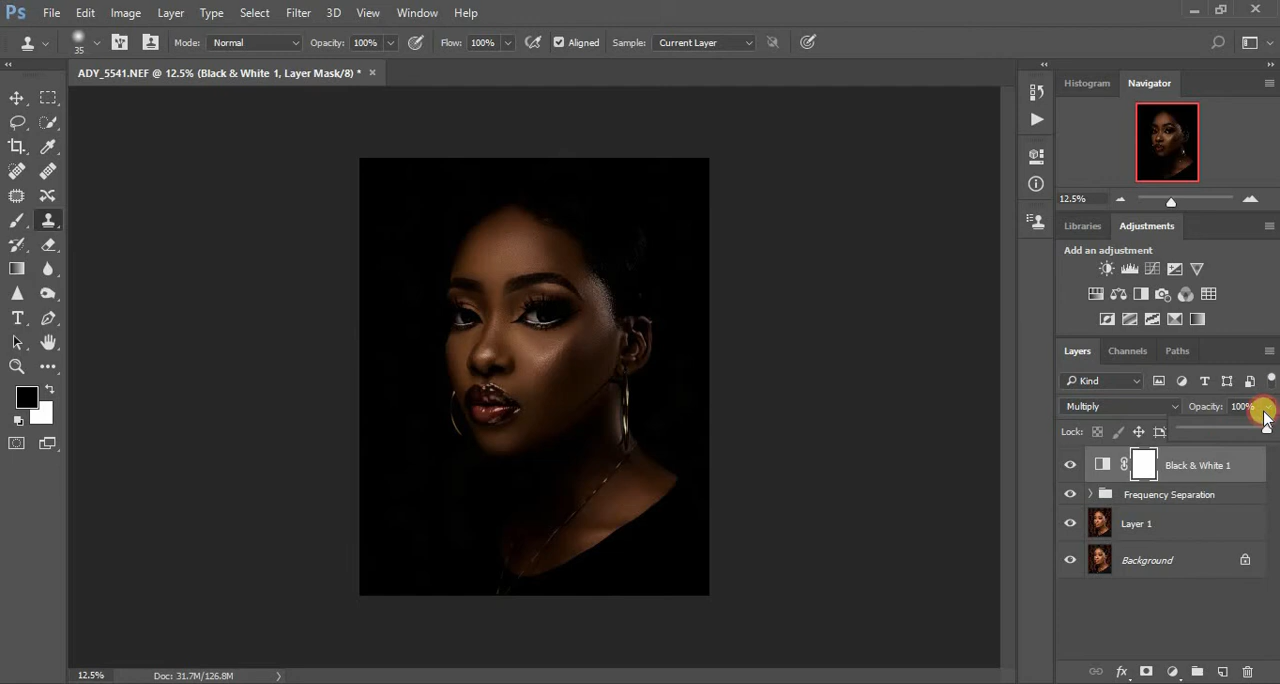 Ps File Edit Image Layer Type Select Filter 3D View Window Help
35 Mode: Normal Opacity: 100% Flow: 100% Aligned Sample: Current Layer
ADY_5541.NEF @ 12.5% (Black & White 1, Layer Mask/8) * ×
Histogram Navigator
12.5%
Libraries Adjustments
Add an adjustment
Layers Channels Paths
Kind
Multiply Opacity: 100%
Lock:
Black & White 1
Frequency Separation
Layer 1
Background
12.5% Doc: 31.7M/126.8M